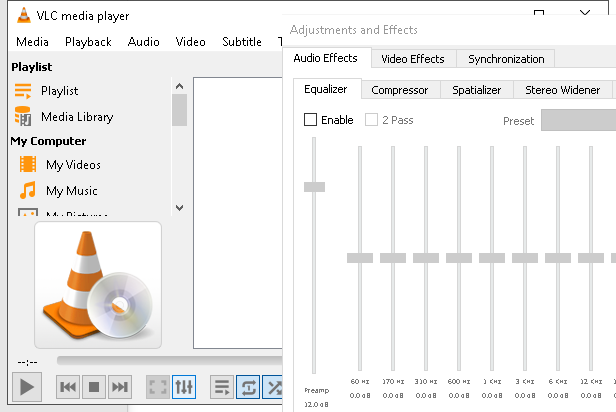 VLC media player
Media Playback Audio Video Subtitle
Playlist
Playlist
Media Library
My Computer
My Videos
My Music
--:--
Adjustments and Effects
Audio Effects Video Effects Synchronization
Equalizer Compressor Spatializer Stereo Widener
Enable 2 Pass Preset
60 Hz 170 Hz 310 Hz 600 Hz 1 KHz 3 KHz 6 KHz 12 KHz
Preamp
0.0 dB 0.0 dB 0.0 dB 0.0 dB 0.0 dB 0.0 dB 0.0 dB 0.0 dB
12.0 dB